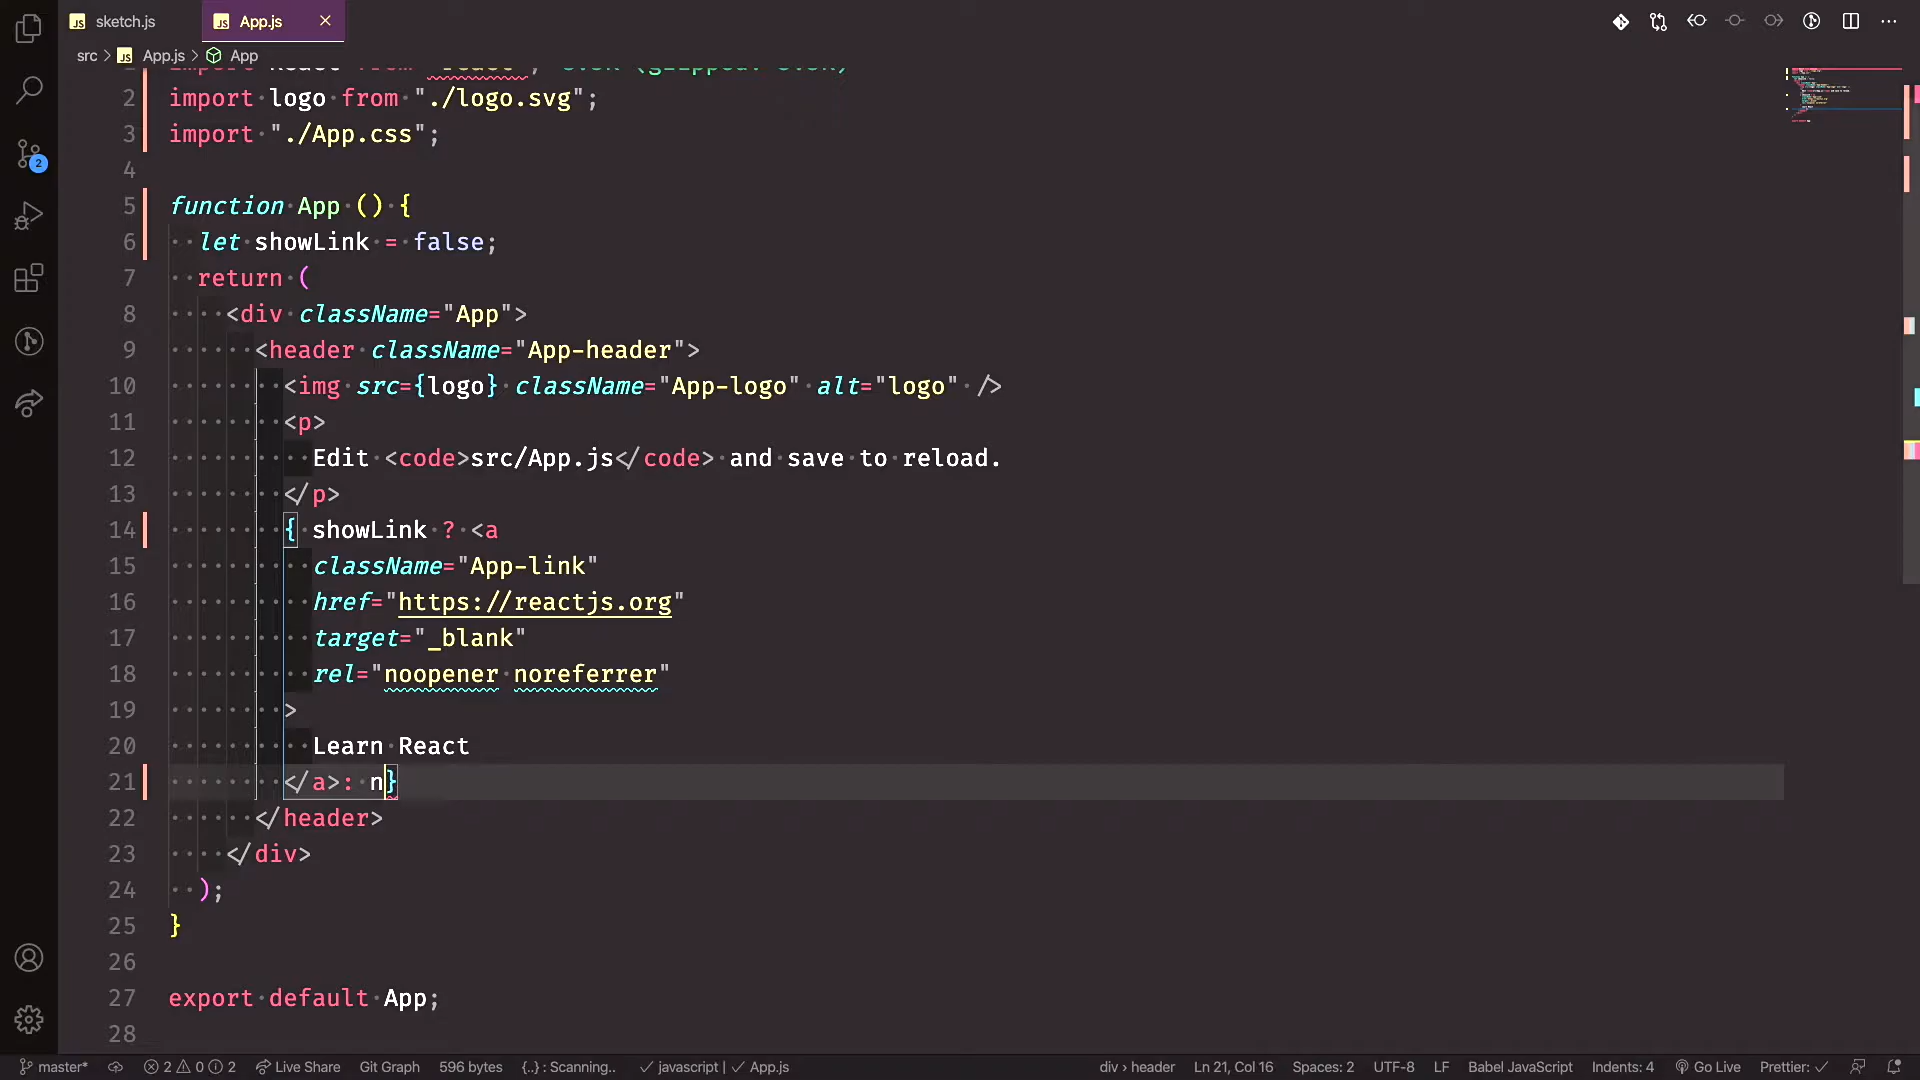 sketch.js App.js
src > App.js > App
2 import logo from "./logo.svg";
3 import "./App.css";
4
5 function App () {
6 let showLink = false;
7 return (
8 <div className="App">
9 <header className="App-header">
10 <img src={logo} className="App-logo" alt="logo" />
11 <p>
12 Edit <code>src/App.js</code> and save to reload.
13 </p>
14 { showLink ? <a
15 className="App-link"
16 href="https://reactjs.org"
17 target="_blank"
18 rel="noopener noreferrer"
19 >
20 Learn React
21 </a>: n}
22 </header>
23 </div>
24 );
25 }
26
27 export default App;
28
2
master* 2 0 2 Live Share Git Graph 596 bytes {..} : Scanning.. ✓ javascript | ✓ App.js div › header Ln 21, Col 16 Spaces: 2 UTF-8 LF Babel JavaScript Indents: 4 Go Live Prettier: ✓